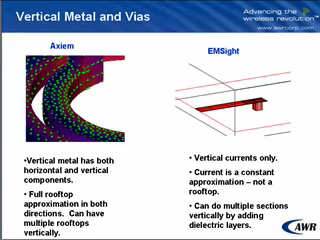 Vertical Metal and Vias
Advancing the
wireless revolution™
www.awrcorp.com
Axiem
EMSight
•Vertical metal has both
horizontal and vertical
components.
• Full rooftop
approximation in both
directions. Can have
multiple rooftops
vertically.
• Vertical currents only.
• Current is a constant
approximation – not a
rooftop.
• Can do multiple sections
vertically by adding
dielectric layers.
AWR